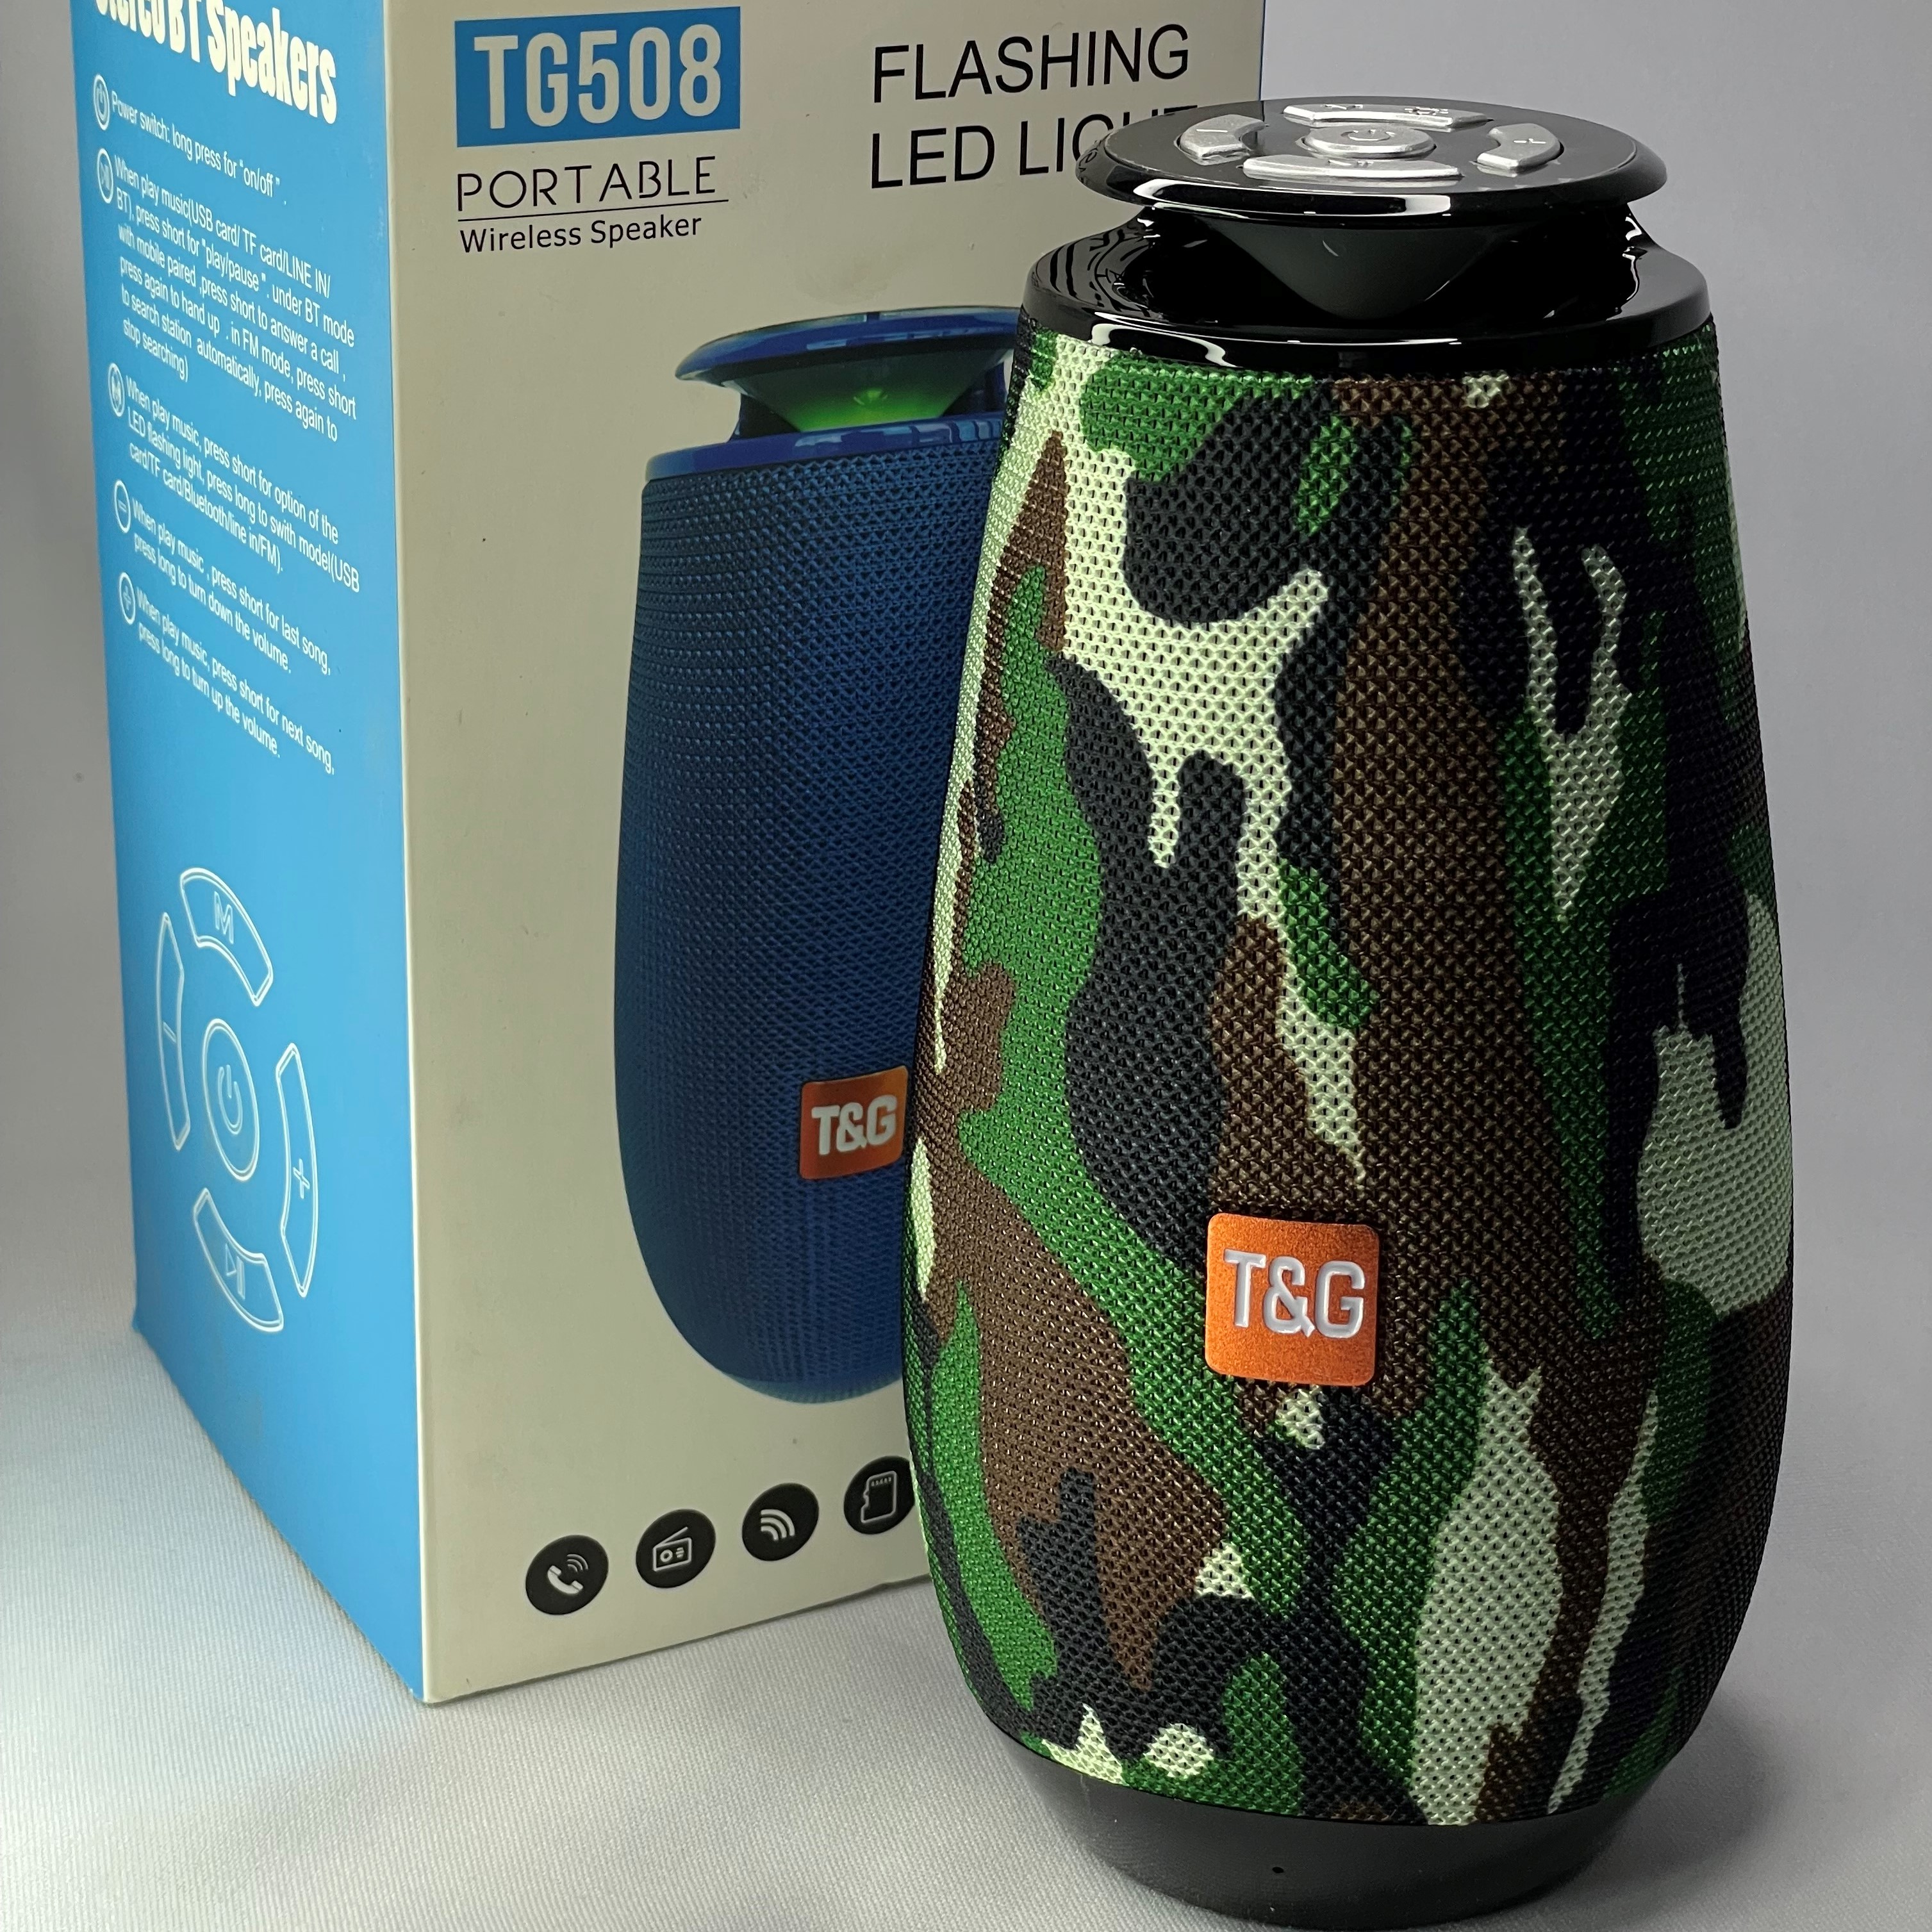 Stereo BT Speakers
Power switch: long press for "on/off".
When play music(USB card/ TF card/LINE IN/
BT), press short for "play/pause". under BT mode
with mobile paired ,press short to answer a call ,
press again to hand up . in FM mode, press short
to search station automatically, press again to
stop searching)
When play music, press short for option of the
LED flashing light, press long to swith model(USB
card/TF card/Bluetooth/line in/FM).
When play music , press short for last song,
press long to turn down the volume.
When play music, press short for next song,
press long to turn up the volume.
M
TG508
PORTABLE
Wireless Speaker
FLASHING
LED LIGHT
T&G
T&G